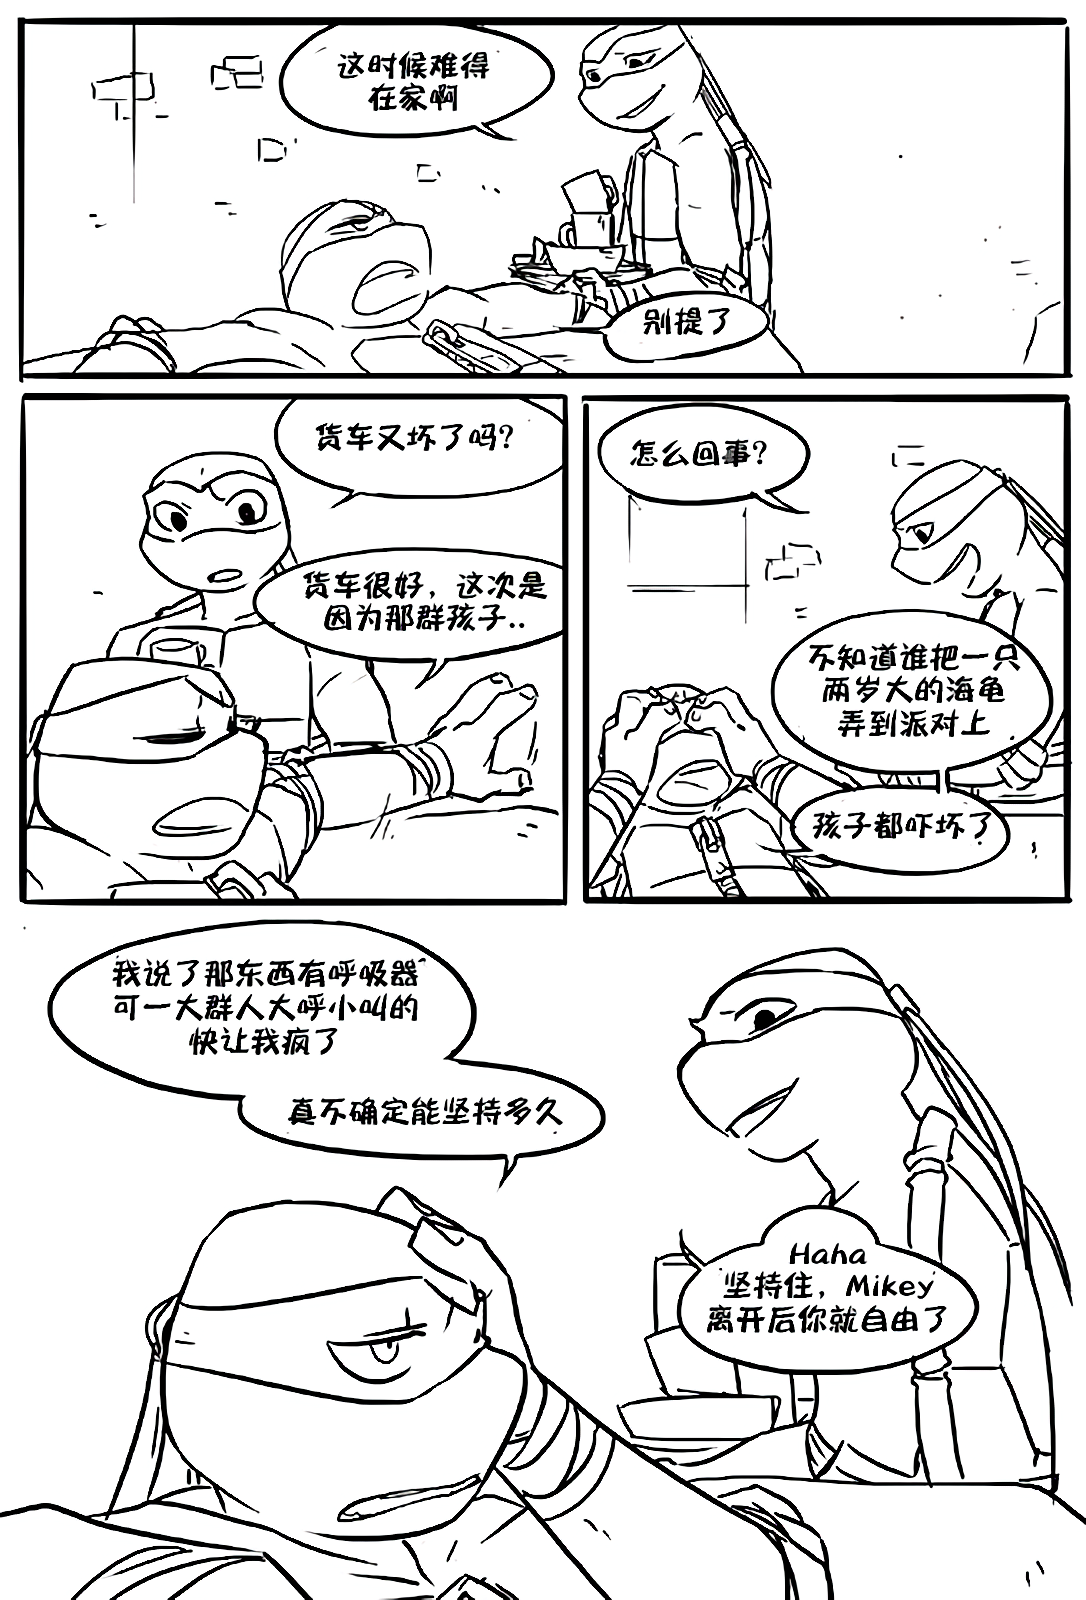 这时候难得
在家啊
别提了
货车又坏了吗?
货车很好，这次是
因为那群孩子..
怎么回事?
不知道谁把一只
两岁大的海龟
弄到派对上
孩子都吓坏了
我说了那东西有呼吸器
可一大群人大呼小叫的
快让我疯了
真不确定能坚持多久
Haha
坚持住，Mikey
离开后你就自由了